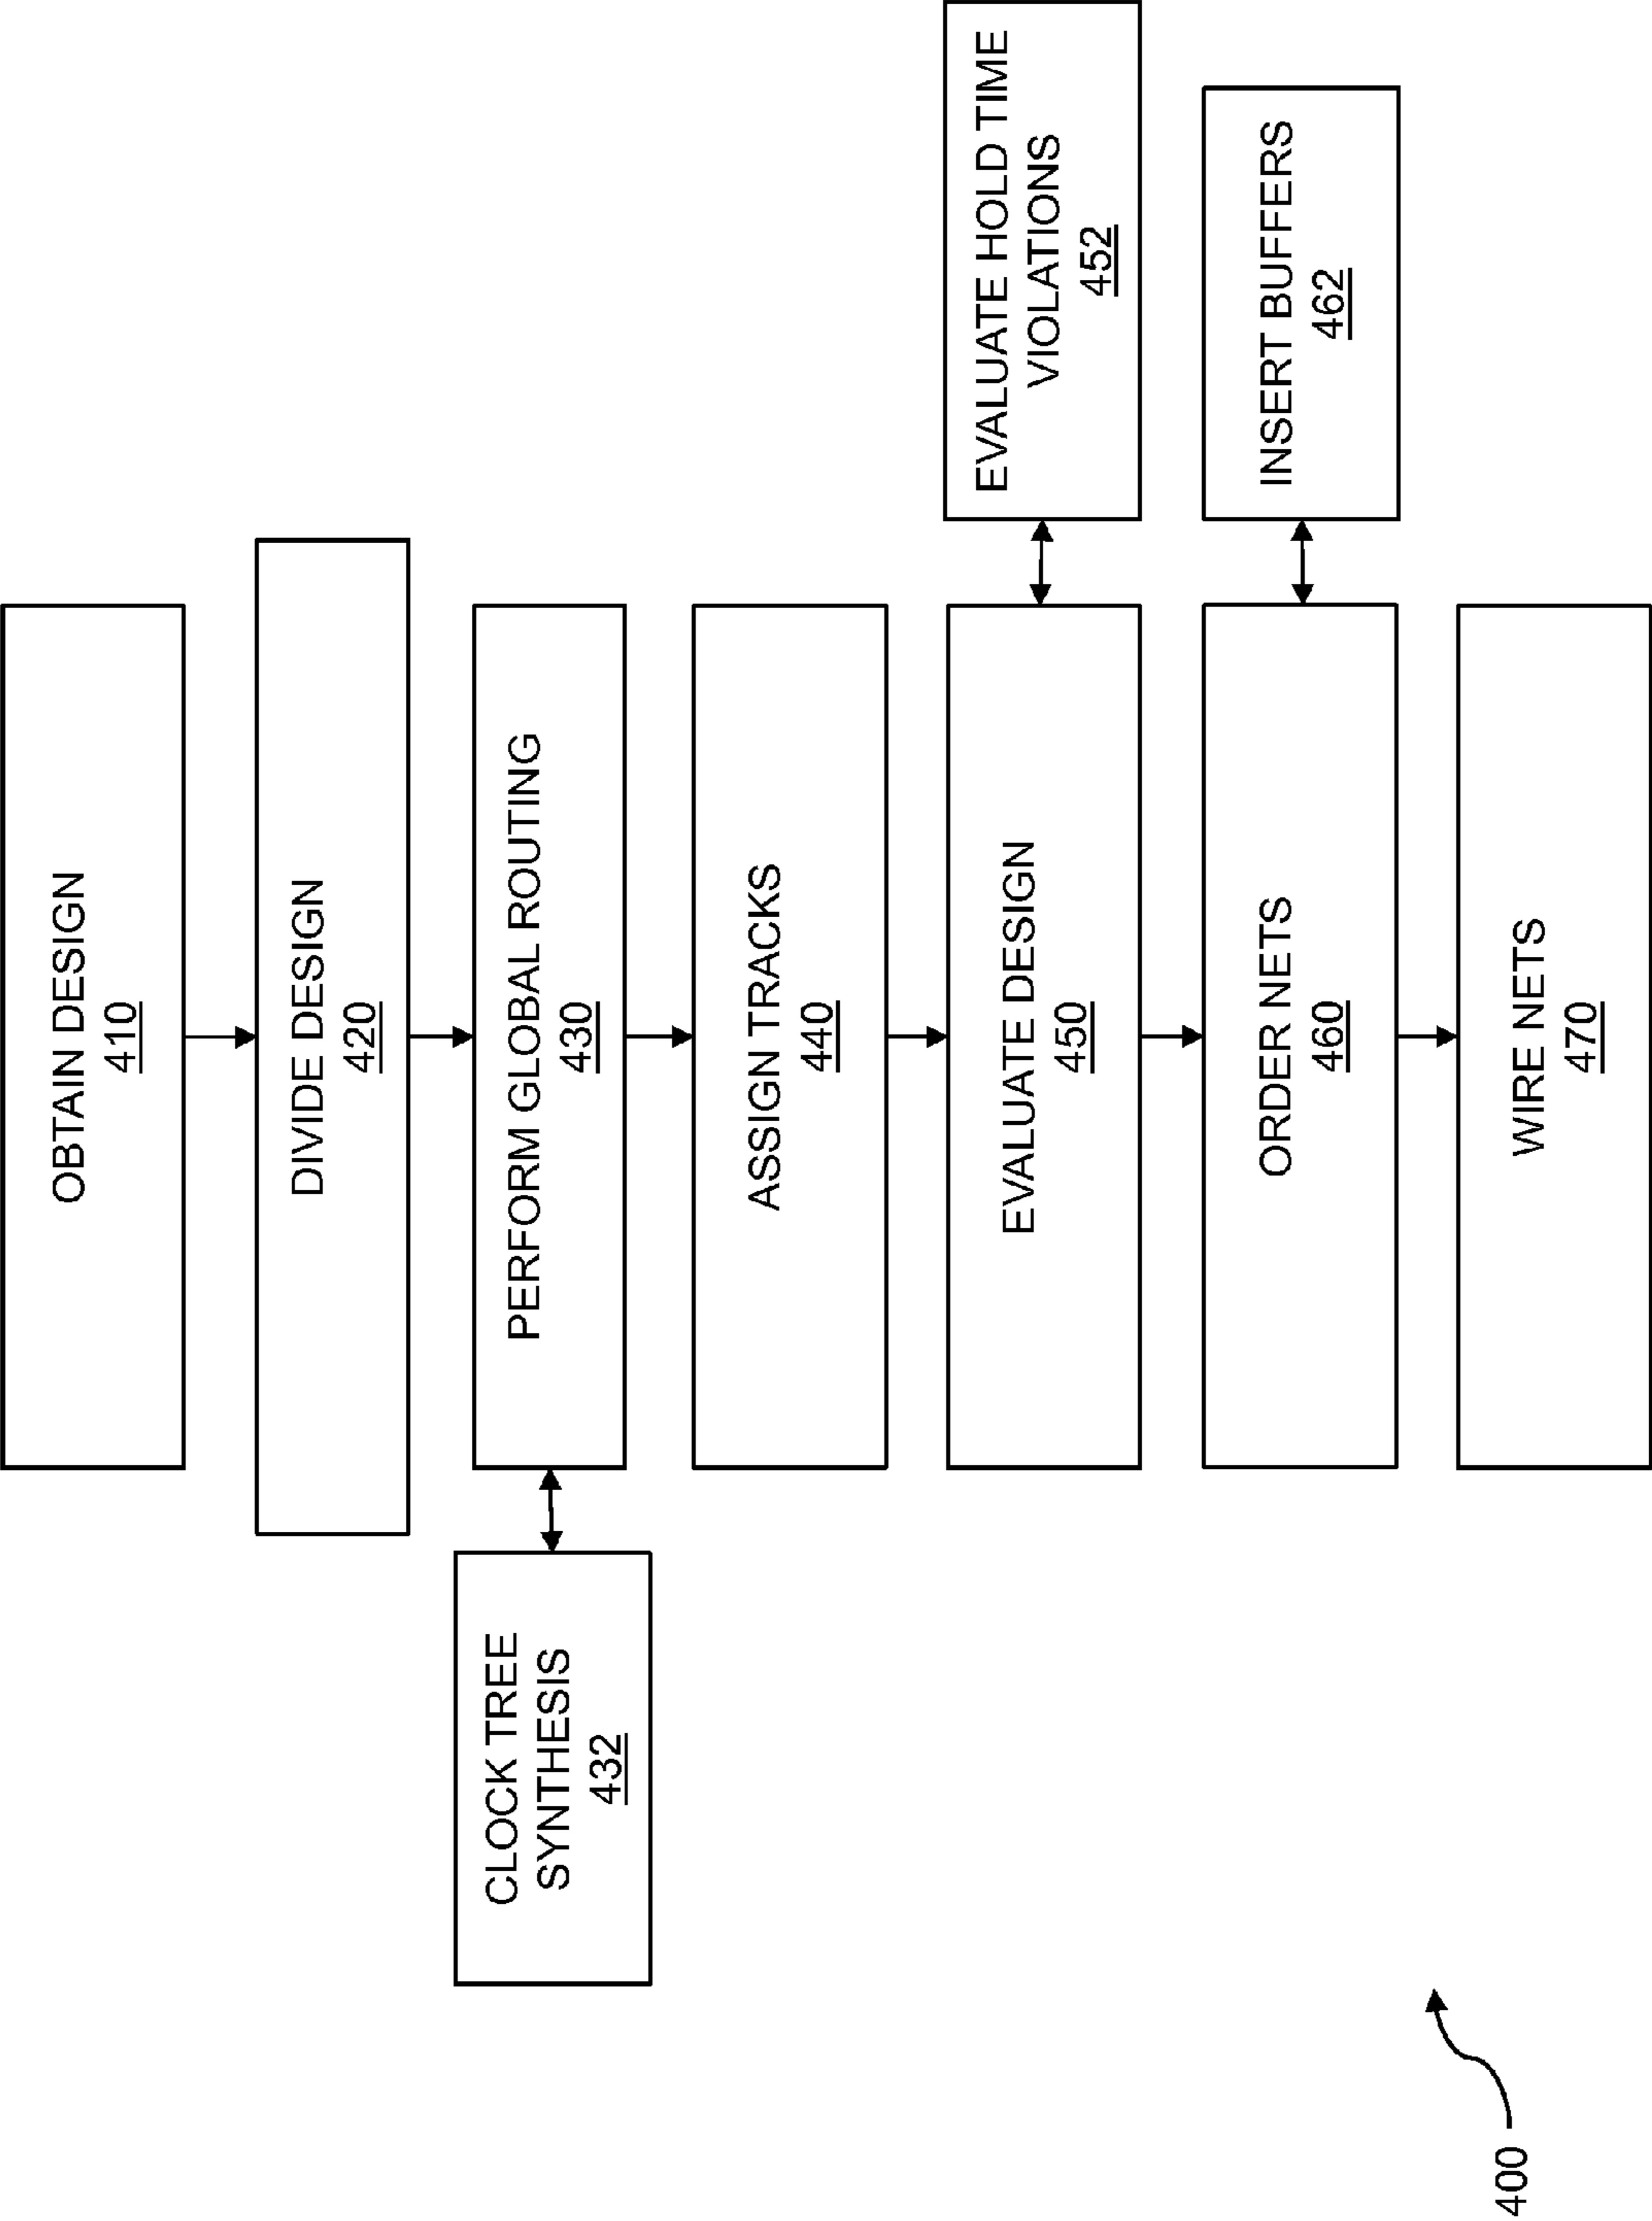 OBTAIN DESIGN
410
DIVIDE DESIGN
420
CLOCK TREE
SYNTHESIS
432
PERFORM GLOBAL ROUTING
430
ASSIGN TRACKS
440
EVALUATE DESIGN
450
EVALUATE HOLD TIME
VIOLATIONS
452
ORDER NETS
460
INSERT BUFFERS
462
WIRE NETS
470
400